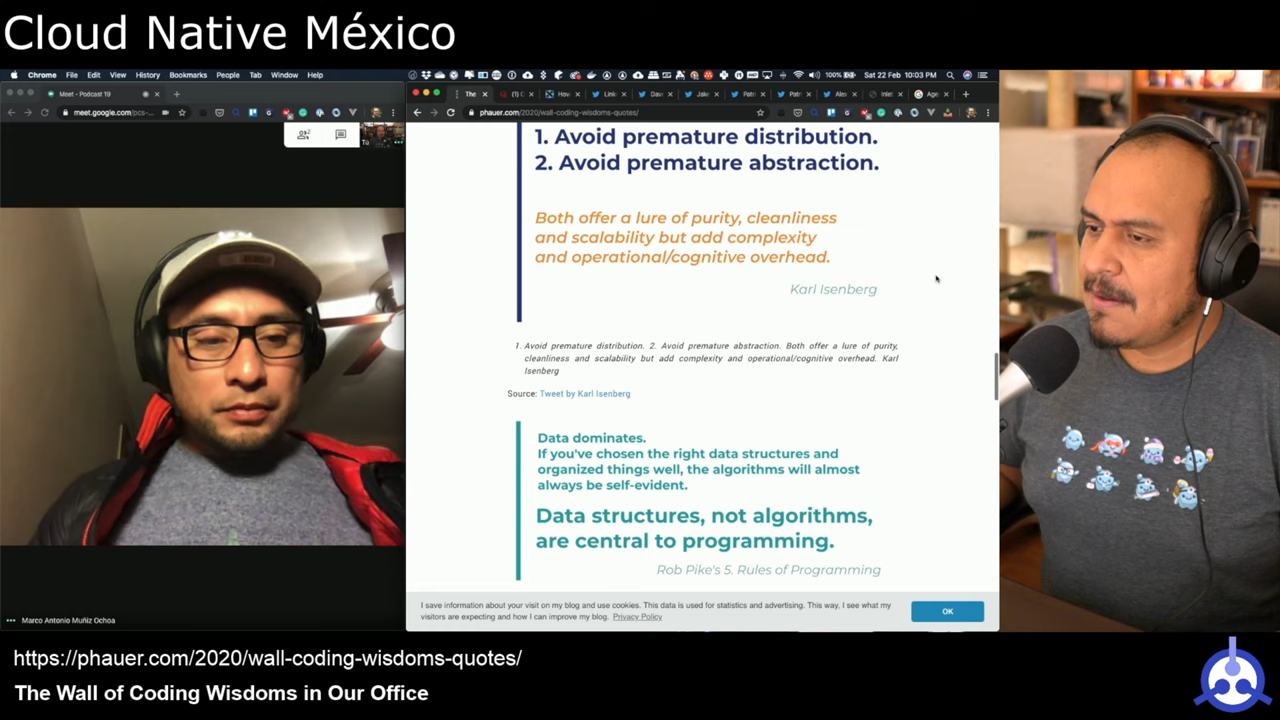 Cloud Native México
Chrome File Edit View History Bookmarks People Tab Window Help
100% Sat 22 Feb 10:03 PM
Meet - Podcast 19
meet.google.com/pcs-...
phauer.com/2020/wall-coding-wisdoms-quotes/
1. Avoid premature distribution.
2. Avoid premature abstraction.
Both offer a lure of purity, cleanliness
and scalability but add complexity
and operational/cognitive overhead.
Karl Isenberg
1. Avoid premature distribution. 2. Avoid premature abstraction. Both offer a lure of purity,
cleanliness and scalability but add complexity and operational/cognitive overhead. Karl
Isenberg
Source: Tweet by Karl Isenberg
Data dominates.
If you've chosen the right data structures and
organized things well, the algorithms will almost
always be self-evident.
Data structures, not algorithms,
are central to programming.
Rob Pike's 5. Rules of Programming
I save information about your visit on my blog and use cookies. This data is used for statistics and advertising. This way, I see what my
visitors are expecting and how I can improve my blog. Privacy Policy
OK
Marco Antonio Muñiz Ochoa
https://phauer.com/2020/wall-coding-wisdoms-quotes/
The Wall of Coding Wisdoms in Our Office